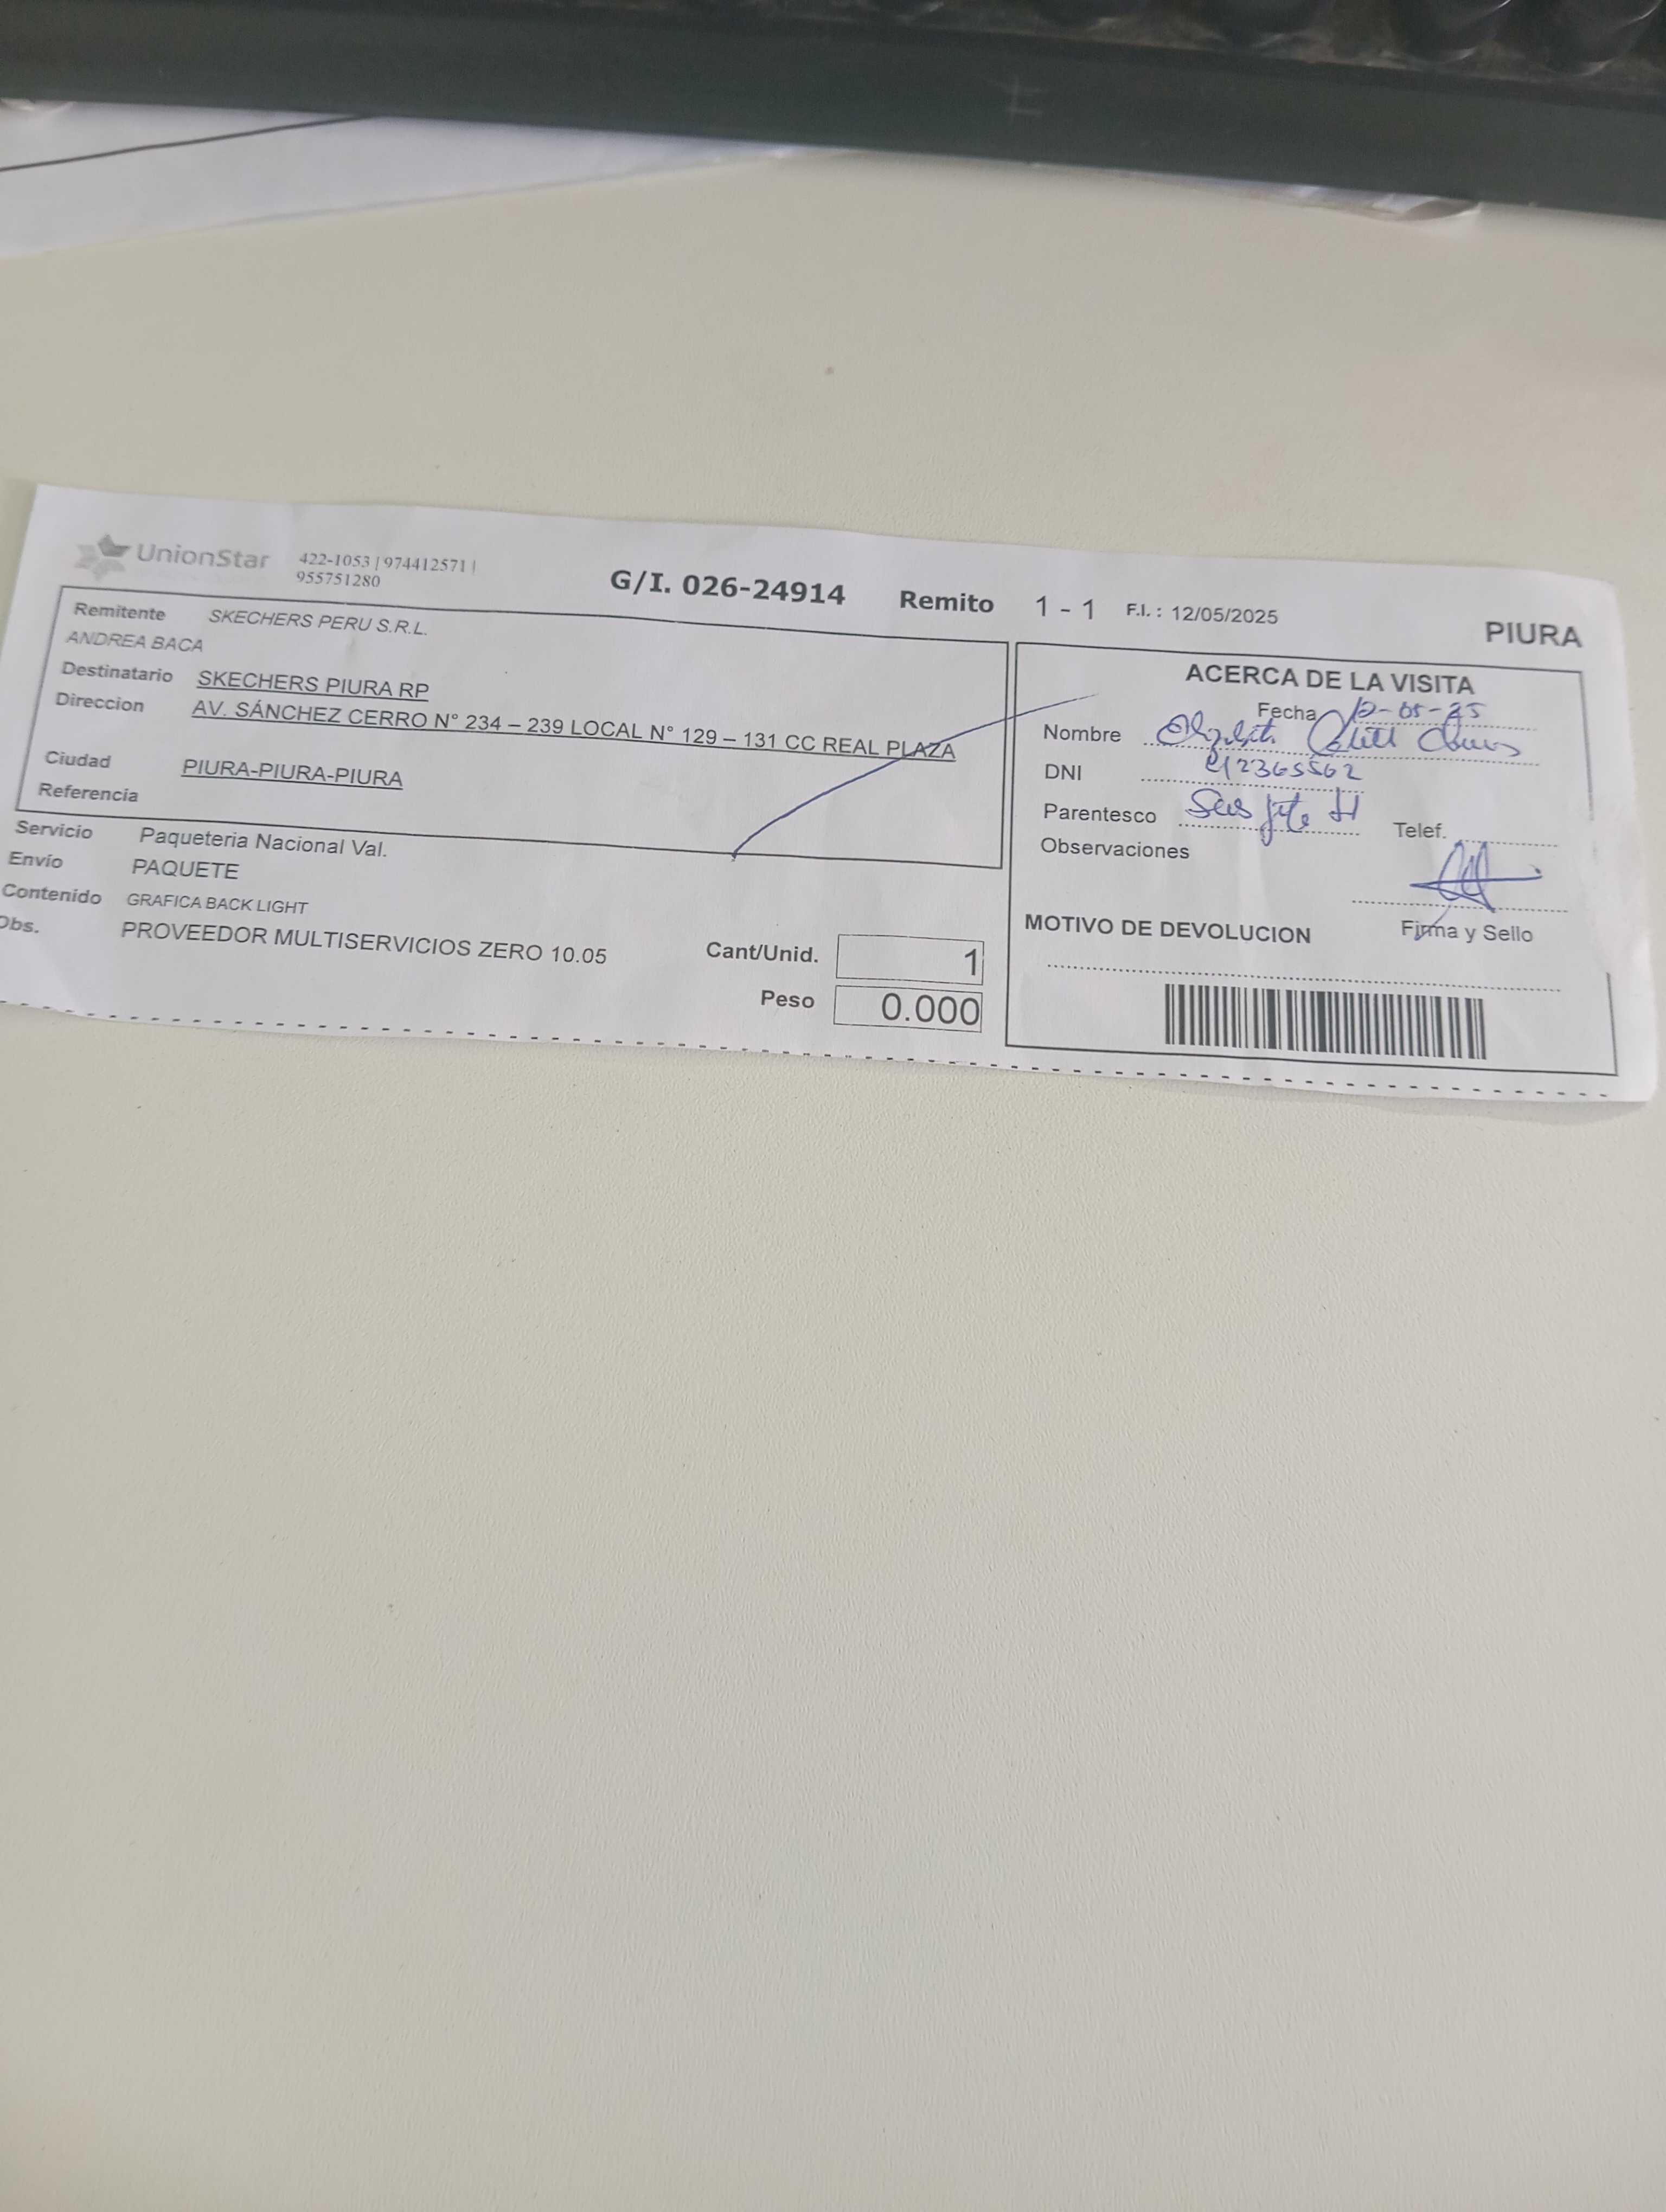 UnionStar
422-1053 | 974412571 |
955751280
G/I. 026-24914 Remito 1 - 1 F.I. : 12/05/2025
PIURA
Remitente SKECHERS PERU S.R.L.
ANDREA BACA
Destinatario SKECHERS PIURA RP
Direccion AV. SÁNCHEZ CERRO N° 234 – 239 LOCAL N° 129 – 131 CC REAL PLAZA
Ciudad PIURA-PIURA-PIURA
Referencia
Servicio Paqueteria Nacional Val.
Envío PAQUETE
Contenido GRAFICA BACK LIGHT
Obs. PROVEEDOR MULTISERVICIOS ZERO 10.05
Cant/Unid. 1
Peso 0.000
ACERCA DE LA VISITA
Fecha
Nombre
DNI
Parentesco
Telef.
Observaciones
Firma y Sello
MOTIVO DE DEVOLUCION